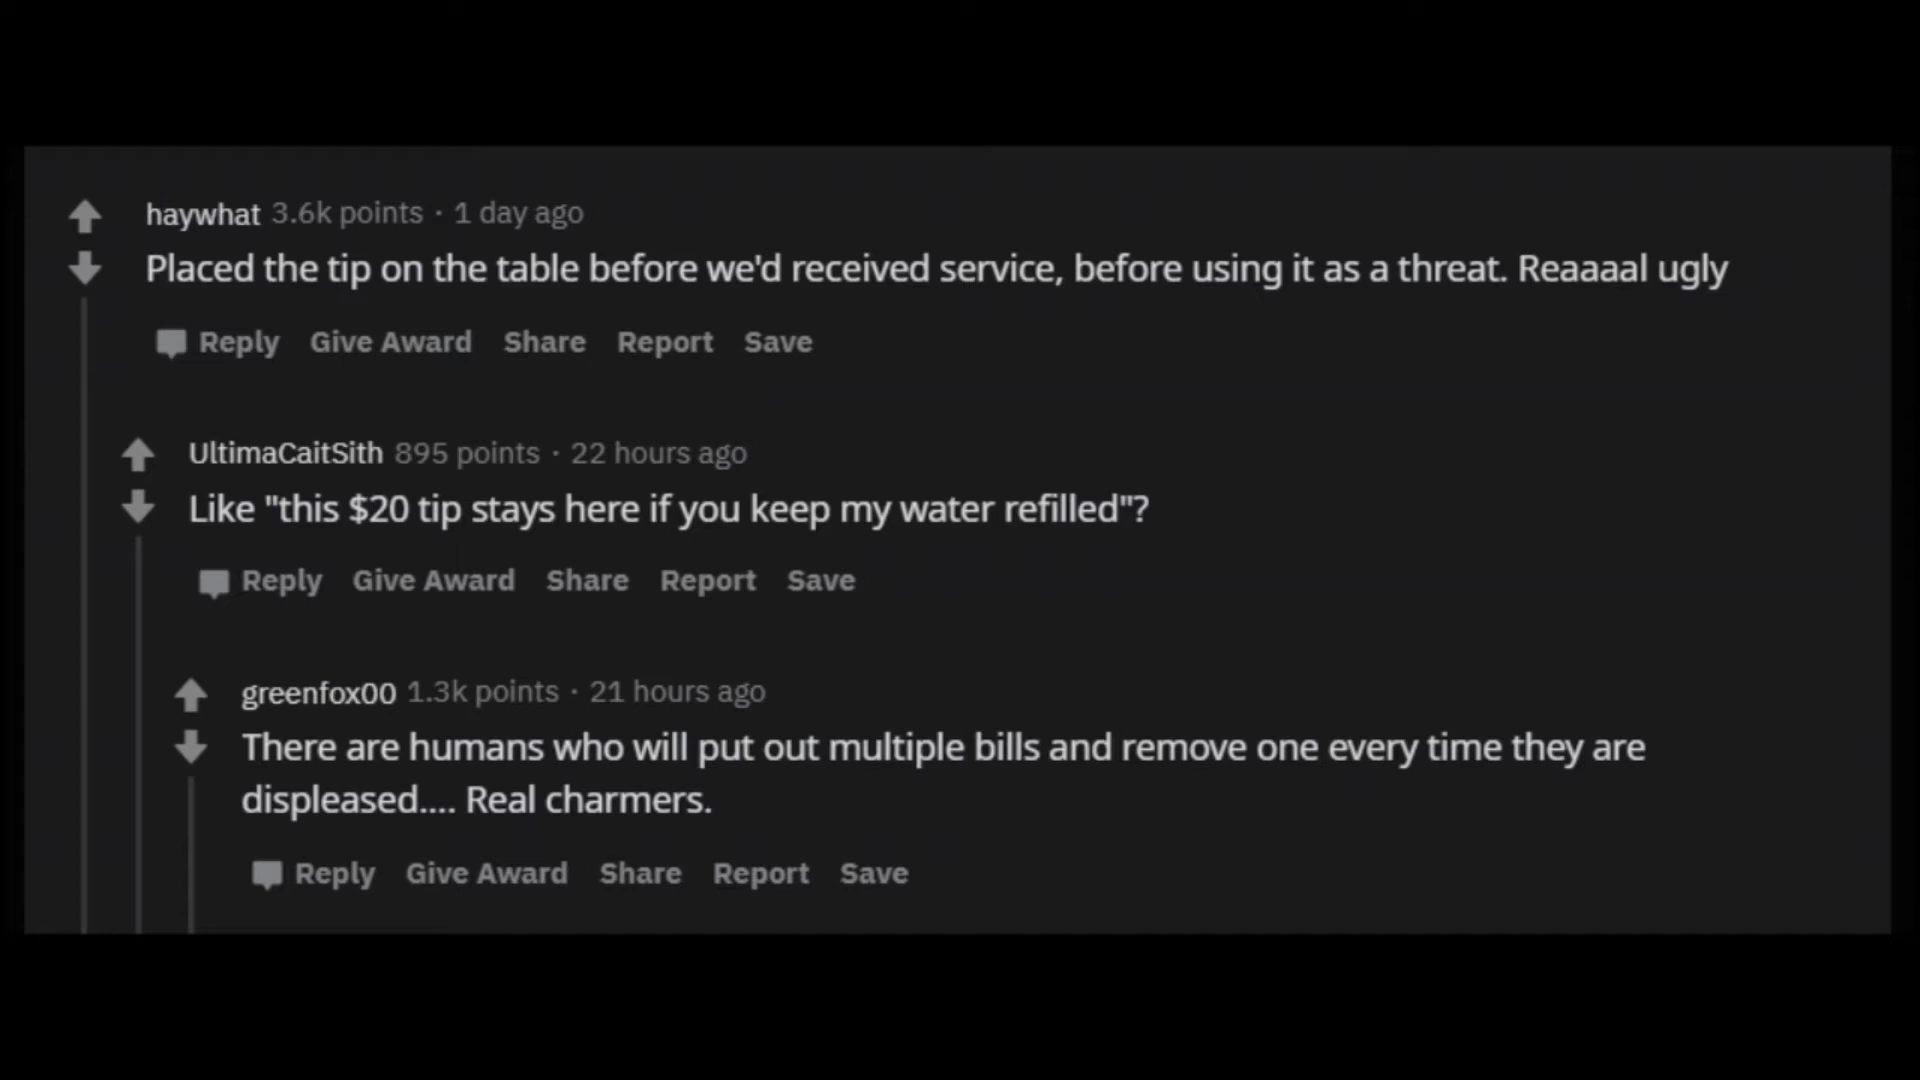 haywhat 3.6k points · 1 day ago
Placed the tip on the table before we'd received service, before using it as a threat. Reaaaal ugly
Reply Give Award Share Report Save
UltimaCaitSith 895 points · 22 hours ago
Like "this $20 tip stays here if you keep my water refilled"?
Reply Give Award Share Report Save
greenfox00 1.3k points · 21 hours ago
There are humans who will put out multiple bills and remove one every time they are
displeased.... Real charmers.
Reply Give Award Share Report Save